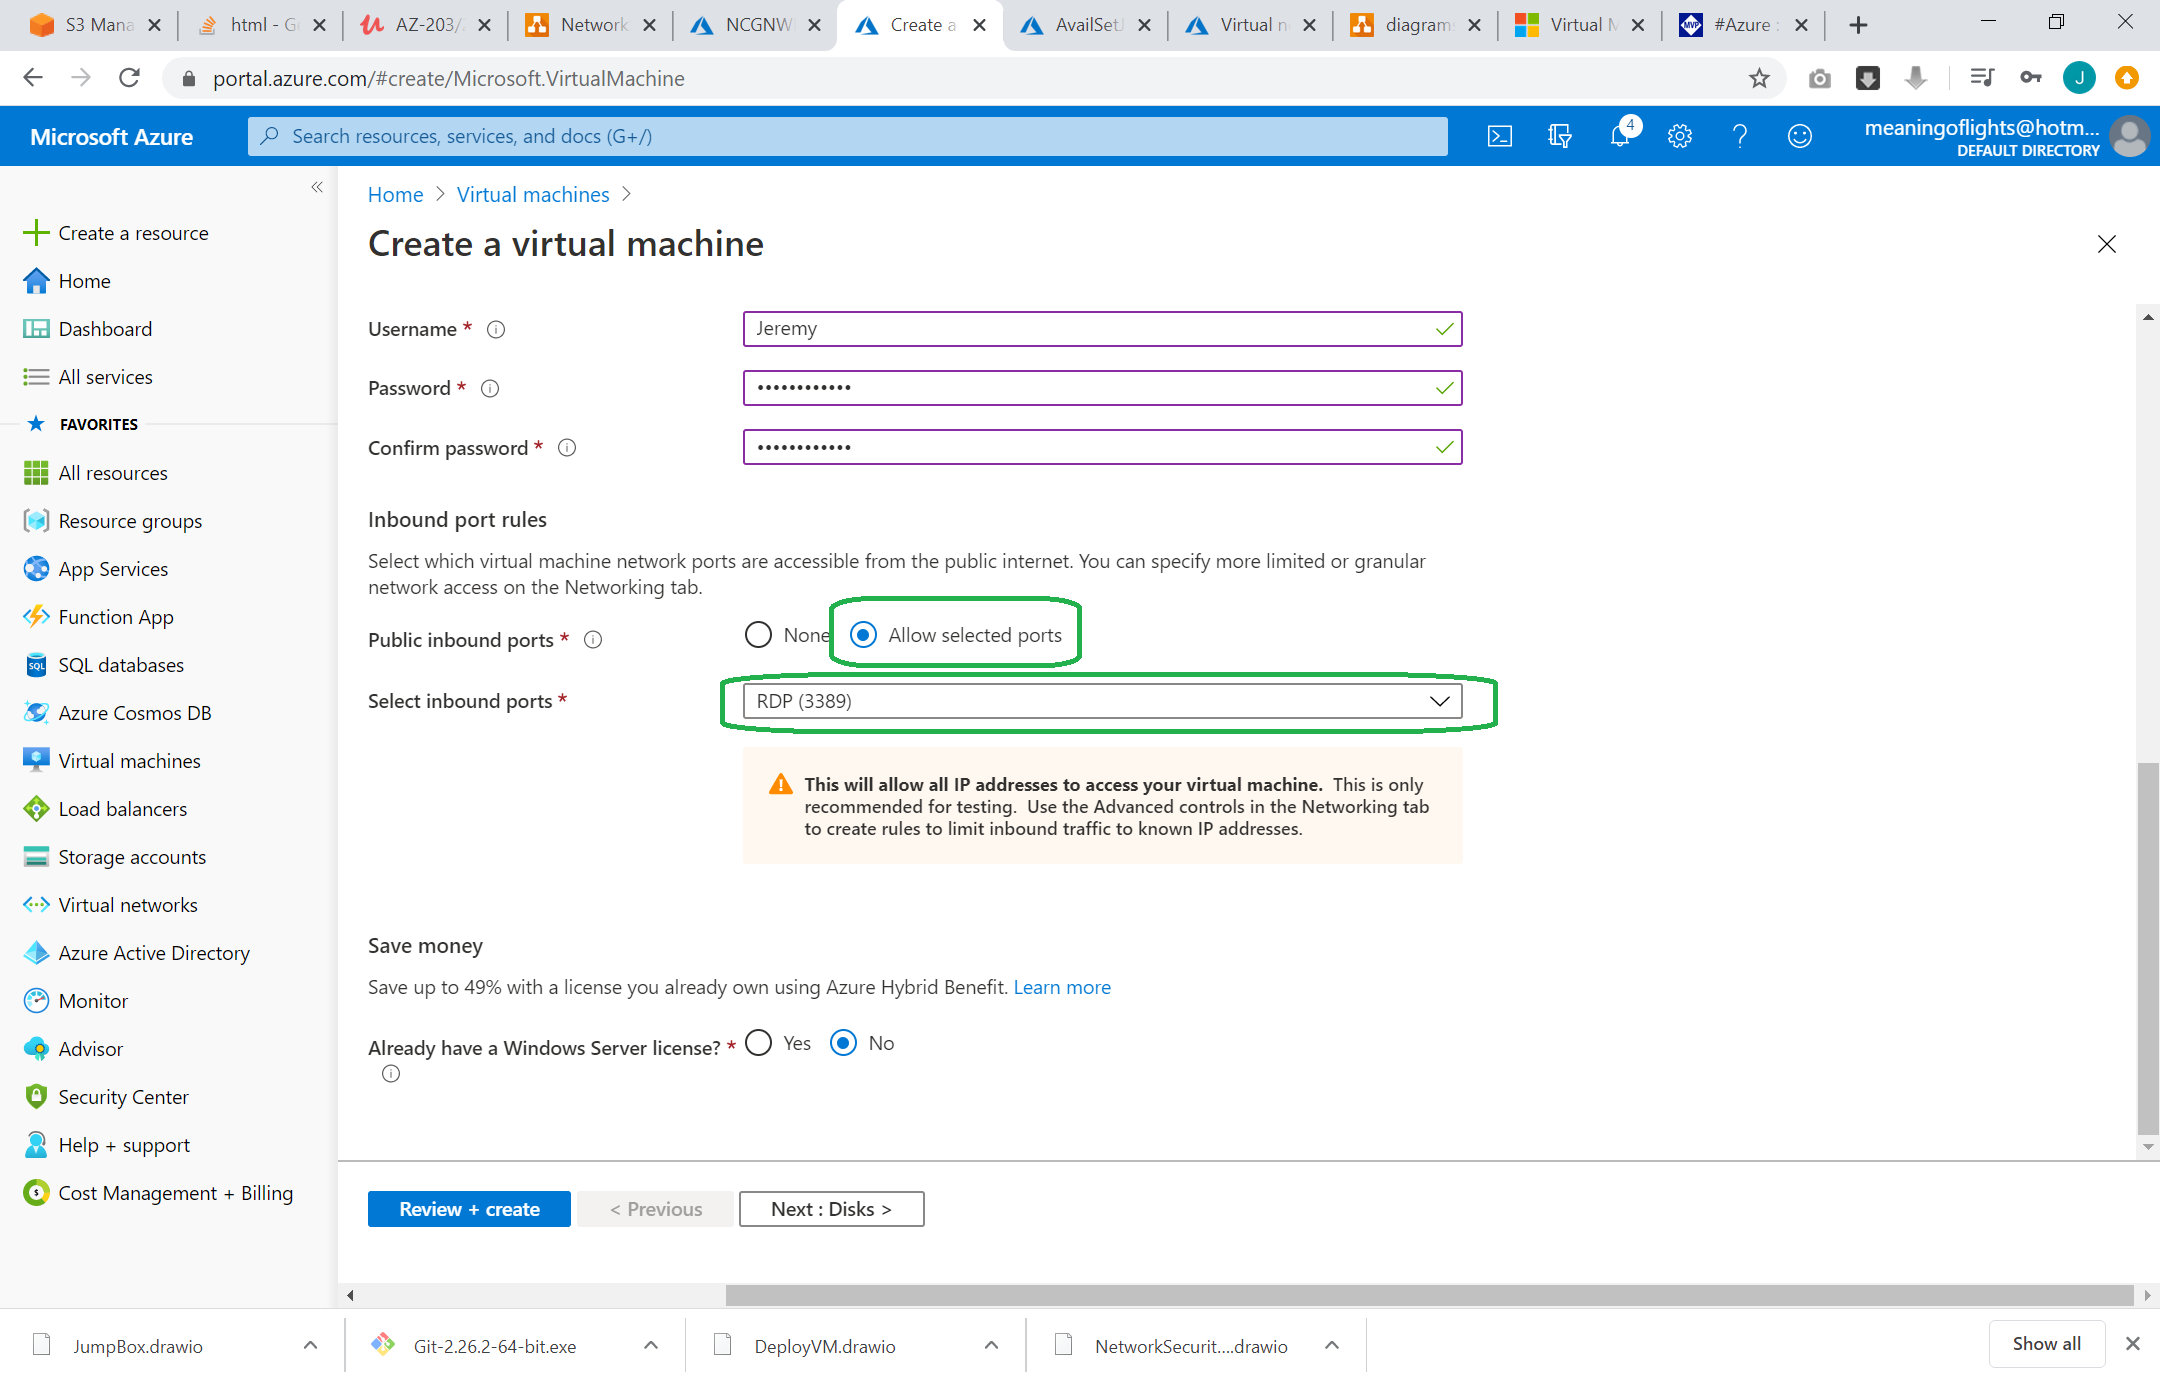 S3 Mana
html - Ge
AZ-203/
Network
NCGNW
Create a
AvailSet
Virtual n
diagrams
Virtual M
#Azure :
portal.azure.com/#create/Microsoft.VirtualMachine
J
Microsoft Azure
Search resources, services, and docs (G+/)
4
meaningoflights@hotm...
DEFAULT DIRECTORY
Create a resource
Home
Dashboard
All services
FAVORITES
All resources
Resource groups
App Services
Function App
SQL databases
Azure Cosmos DB
Virtual machines
Load balancers
Storage accounts
Virtual networks
Azure Active Directory
Monitor
Advisor
Security Center
Help + support
Cost Management + Billing
Home > Virtual machines >
Create a virtual machine
Username *
Jeremy
Password *
••••••••••••
Confirm password *
••••••••••••
Inbound port rules
Select which virtual machine network ports are accessible from the public internet. You can specify more limited or granular
network access on the Networking tab.
Public inbound ports *
None
Allow selected ports
Select inbound ports *
RDP (3389)
This will allow all IP addresses to access your virtual machine. This is only
recommended for testing. Use the Advanced controls in the Networking tab
to create rules to limit inbound traffic to known IP addresses.
Save money
Save up to 49% with a license you already own using Azure Hybrid Benefit. Learn more
Already have a Windows Server license? *
Yes
No
Review + create
< Previous
Next : Disks >
JumpBox.drawio
Git-2.26.2-64-bit.exe
DeployVM.drawio
NetworkSecurit....drawio
Show all